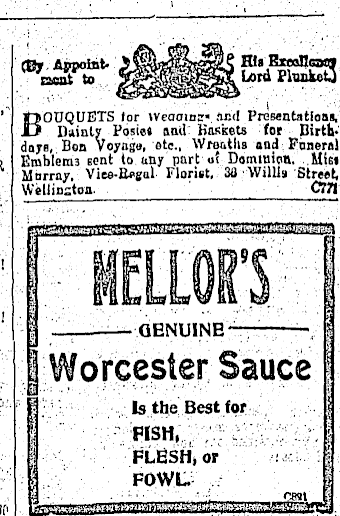 (By Appoint- His Excellency
ment to Lord Plunket.)
BOUQUETS for Weddings and Presentations,
Dainty Posies and Baskets for Birth-
days, Bon Voyage, etc., Wreaths and Funeral
Emblems sent to any part of Dominion. Miss
Murray, Vice-Regal Florist, 36 Willis Street,
Wellington. C771
MELLOR'S
GENUINE
Worcester Sauce
Is the Best for
FISH,
FLESH, or
FOWL.